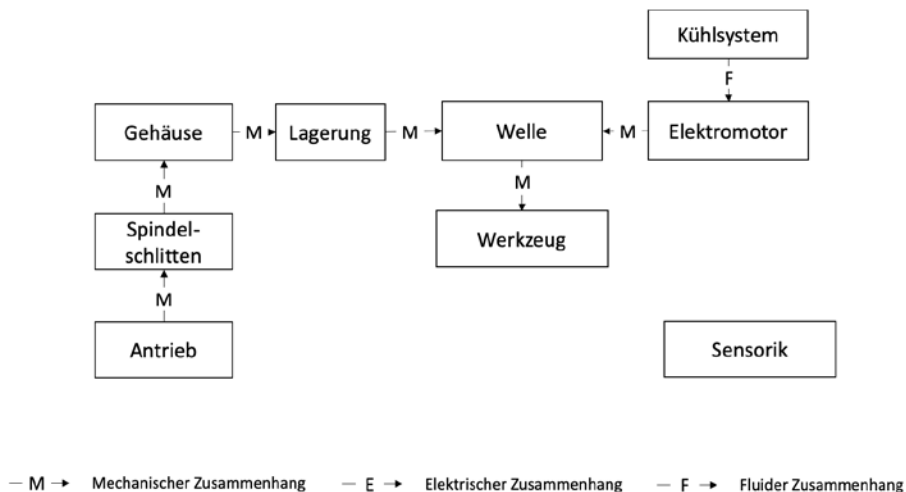 Kühlsystem
F
Gehäuse
M
Lagerung
M
Welle
M
Elektromotor
M
M
Spindel-
schlitten
Werkzeug
M
Antrieb
Sensorik
M
Mechanischer Zusammenhang
E
Elektrischer Zusammenhang
F
Fluider Zusammenhang